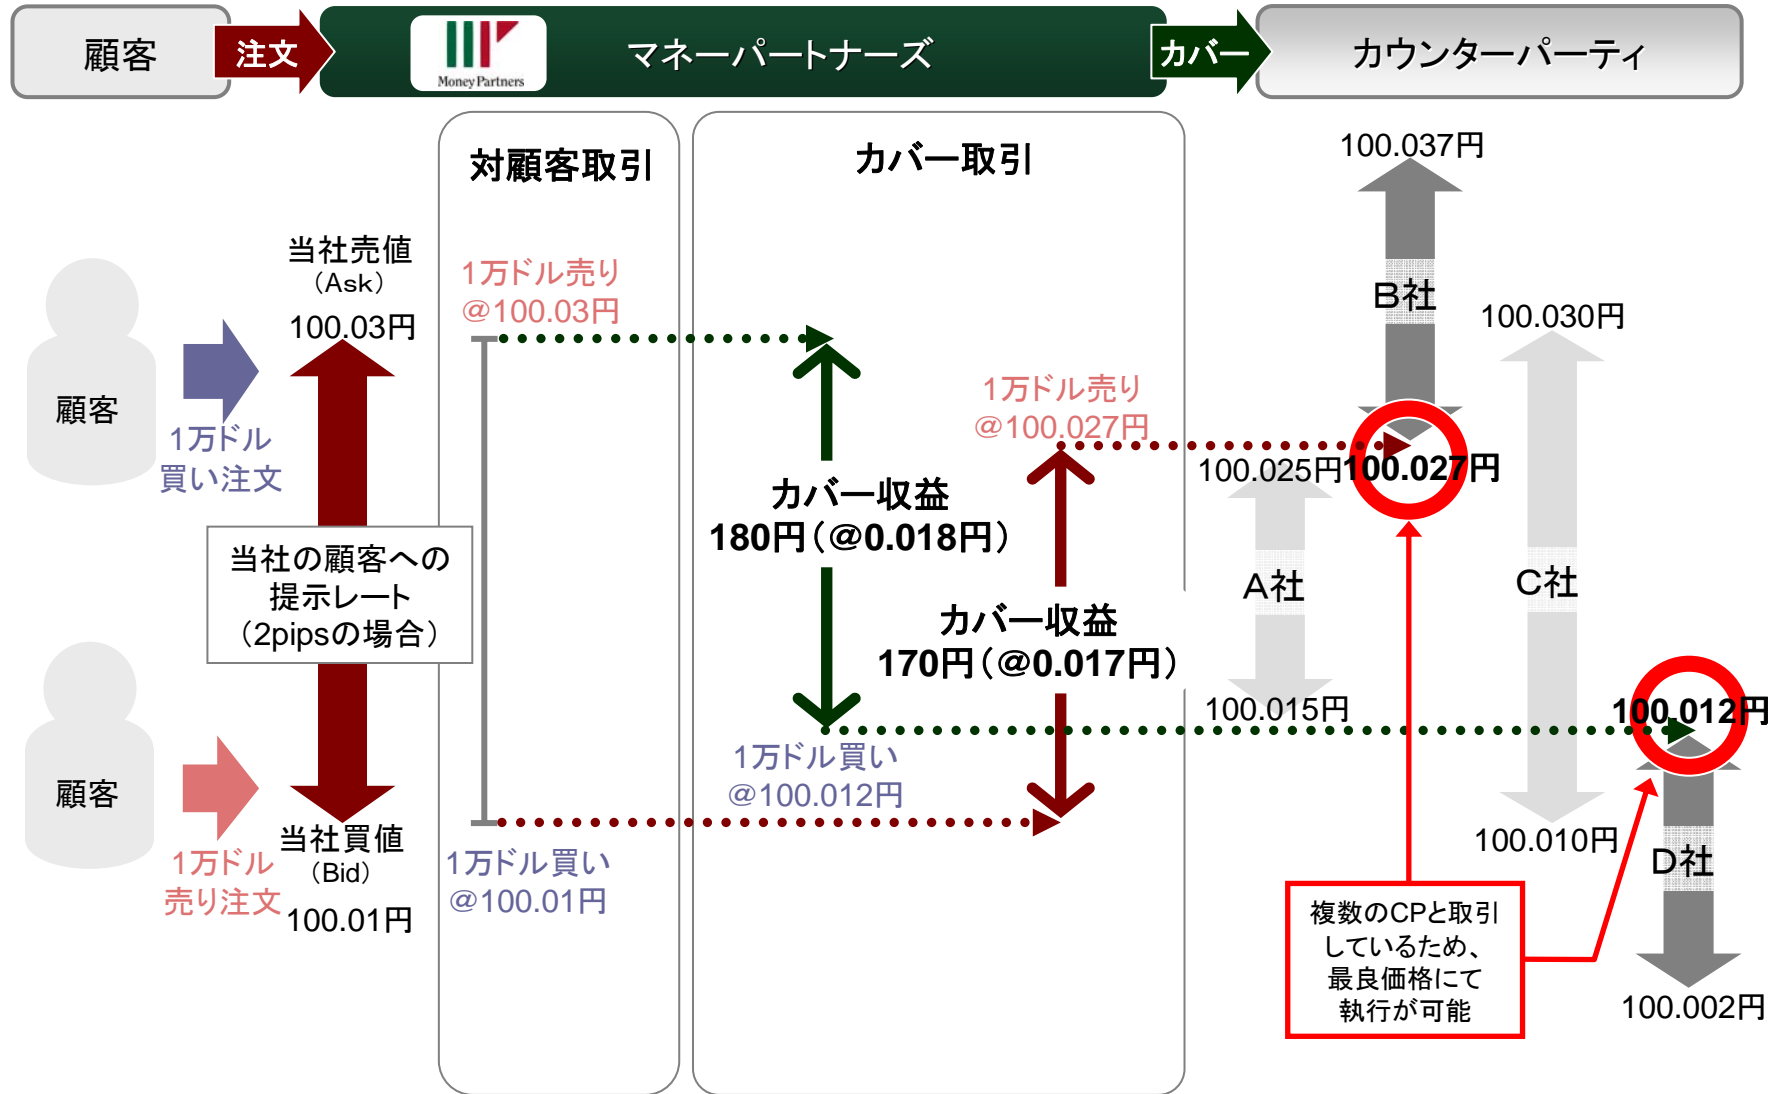 顧客
注文
Money Partners
マネーパートナーズ
カバー
カウンターパーティ
対顧客取引
カバー取引
100.037円
当社売値
（Ask）
100.03円
1万ドル売り
＠100.03円
B社
100.030円
顧客
1万ドル
買い注文
1万ドル売り
＠100.027円
100.025円
100.027円
カバー収益
180円（＠0.018円）
当社の顧客への
提示レート
（2pipsの場合）
A社
C社
カバー収益
170円（＠0.017円）
100.015円
100.012円
顧客
1万ドル
売り注文
当社買値
（Bid）
100.01円
1万ドル買い
＠100.01円
1万ドル買い
＠100.012円
100.010円
D社
複数のCPと取引
しているため、
最良価格にて
執行が可能
100.002円